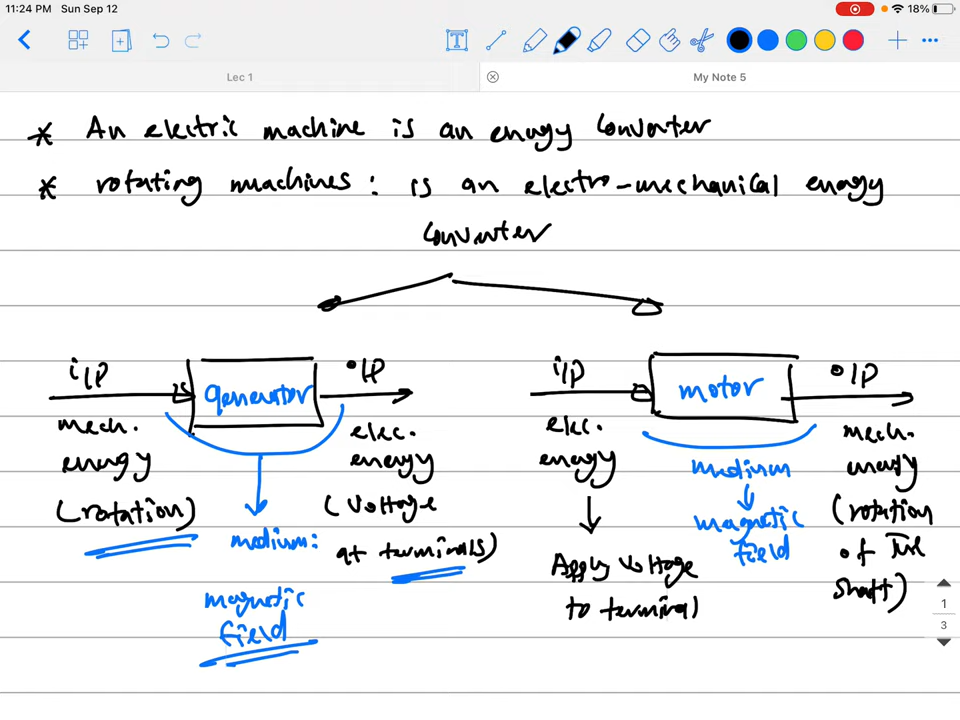 11:24 PM Sun Sep 12
18%
Lec 1
My Note 5
* An electric machine is an energy converter
* rotating machines: is an electro-mechanical energy
converter
i/p
generator
o/p
mech.
energy
(rotation)
elec.
energy
(voltage
at terminals)
medium:
magnetic
field
i/p
motor
o/p
elec.
energy
Apply voltage
to terminal
medium
magnetic
field
mech.
energy
(rotation
of the
shaft)
1
3